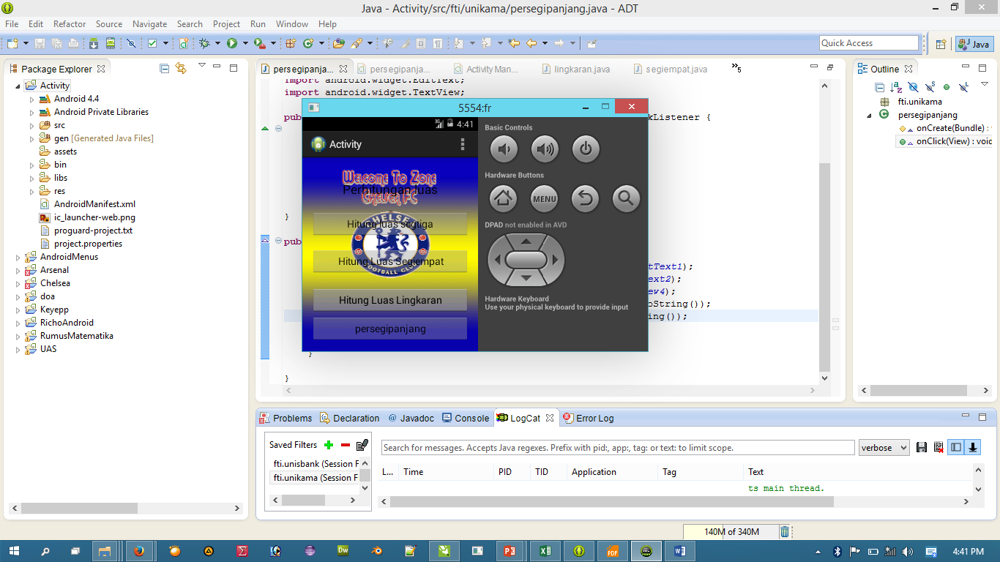 Java - Activity/src/fti/unikama/persegipanjang.java - ADT
File Edit Refactor Source Navigate Search Project Run Window Help
Quick Access
Java
Package Explorer
Activity
Android 4.4
Android Private Libraries
src
gen [Generated Java Files]
assets
bin
libs
res
AndroidManifest.xml
ic_launcher-web.png
proguard-project.txt
project.properties
AndroidMenus
Arsenal
Chelsea
doa
Keyepp
RichoAndroid
RumusMatematika
UAS
persegipanja... persegipanja... Activity Man... lingkaran.java segiempat.java »5
import android.widget.EditText;
import android.widget.TextView;
pub kListener {
}
pub
tText1);
ext2);
ew4);
oString());
ing());
}
}
5554:fr
3G 4:41
Activity
Welcome To Zone
Perhitungan luas
Chelsea FC
Hitung luas segtiga
CHELSEA
Hitung Luas Segiempat
FOOTBALL CLUB
Hitung Luas Lingkaran
persegipanjang
Basic Controls
Hardware Buttons
MENU
DPAD not enabled in AVD
Hardware Keyboard
Use your physical keyboard to provide input
Outline
fti.unikama
persegipanjang
onCreate(Bundle) :
onClick(View) : void
Problems Declaration @ Javadoc Console LogCat Error Log
Saved Filters
fti.unisbank (Session F
fti.unikama (Session F
Search for messages. Accepts Java regexes. Prefix with pid:, app:, tag: or text: to limit scope.
verbose
L... Time PID TID Application Tag Text
ts main thread.
140M of 340M
4:41 PM